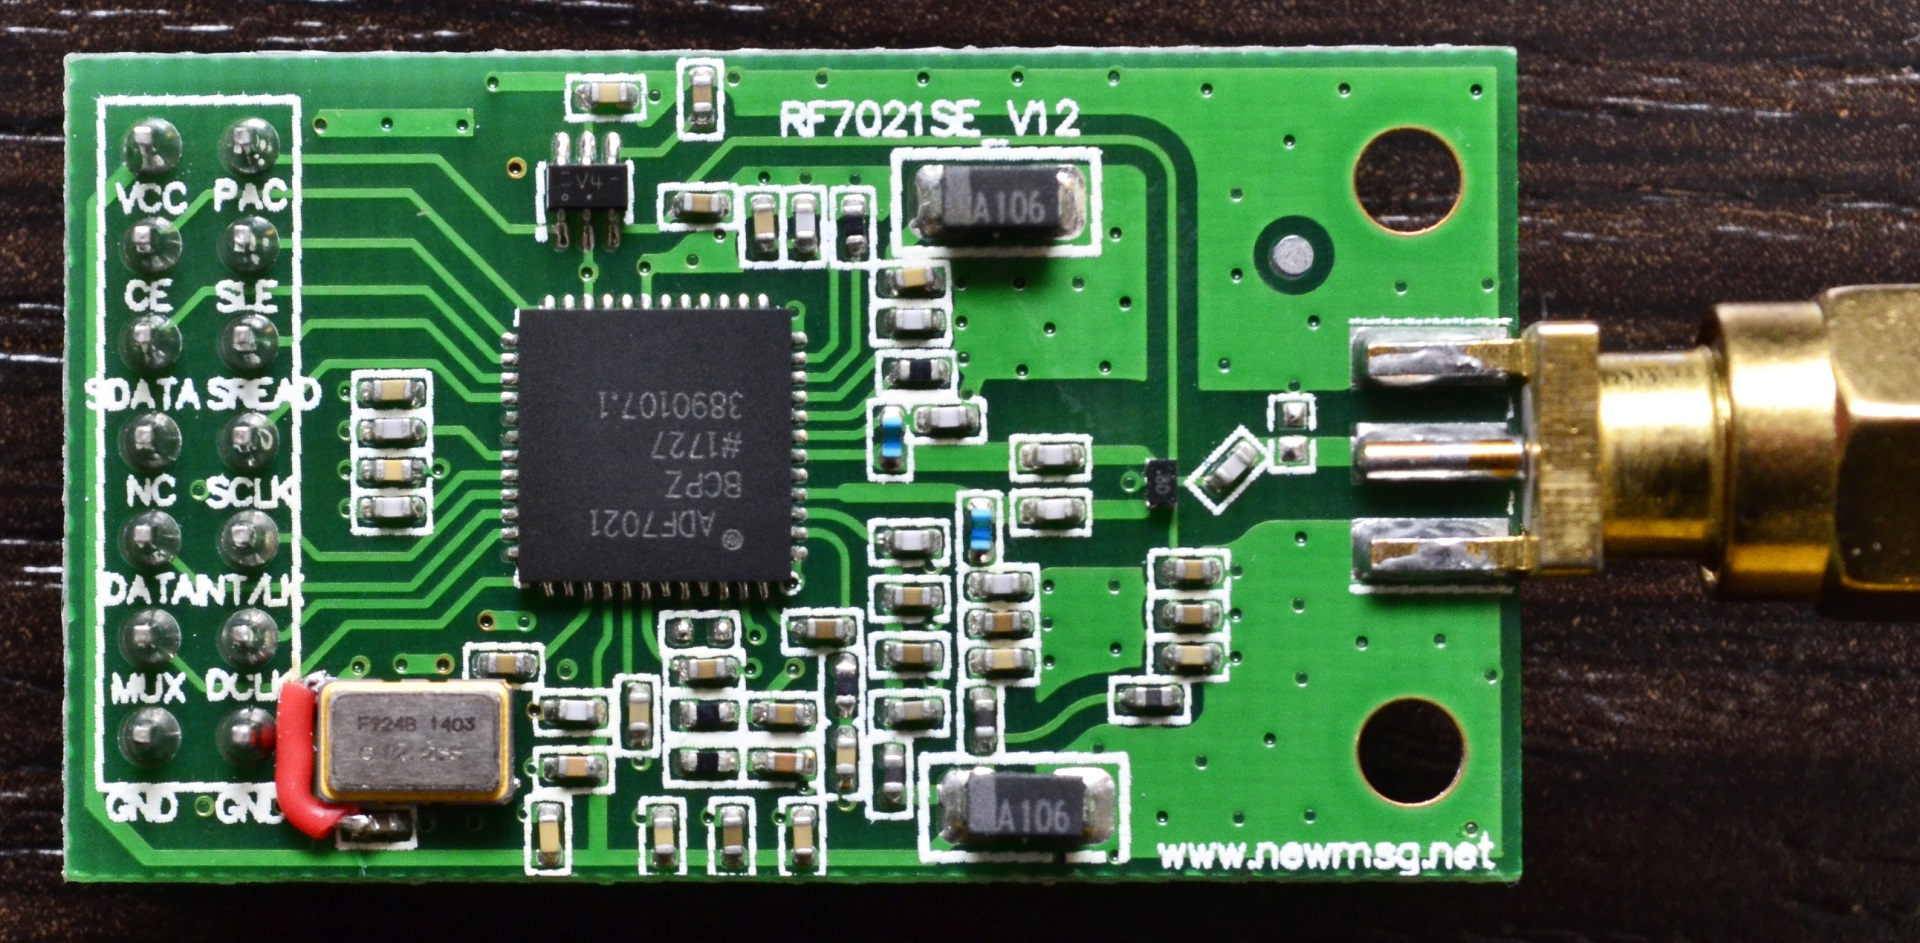 RF7021SE V12
V4
A106
VCC PAC
CE SLE
SDATA SREAD
NC SCLK
DATA INT/LK
MUX DCLK
GND GND
ADF7021
BCPZ
#1727
3890107.1
F924B 1403
A106
www.newmsg.net